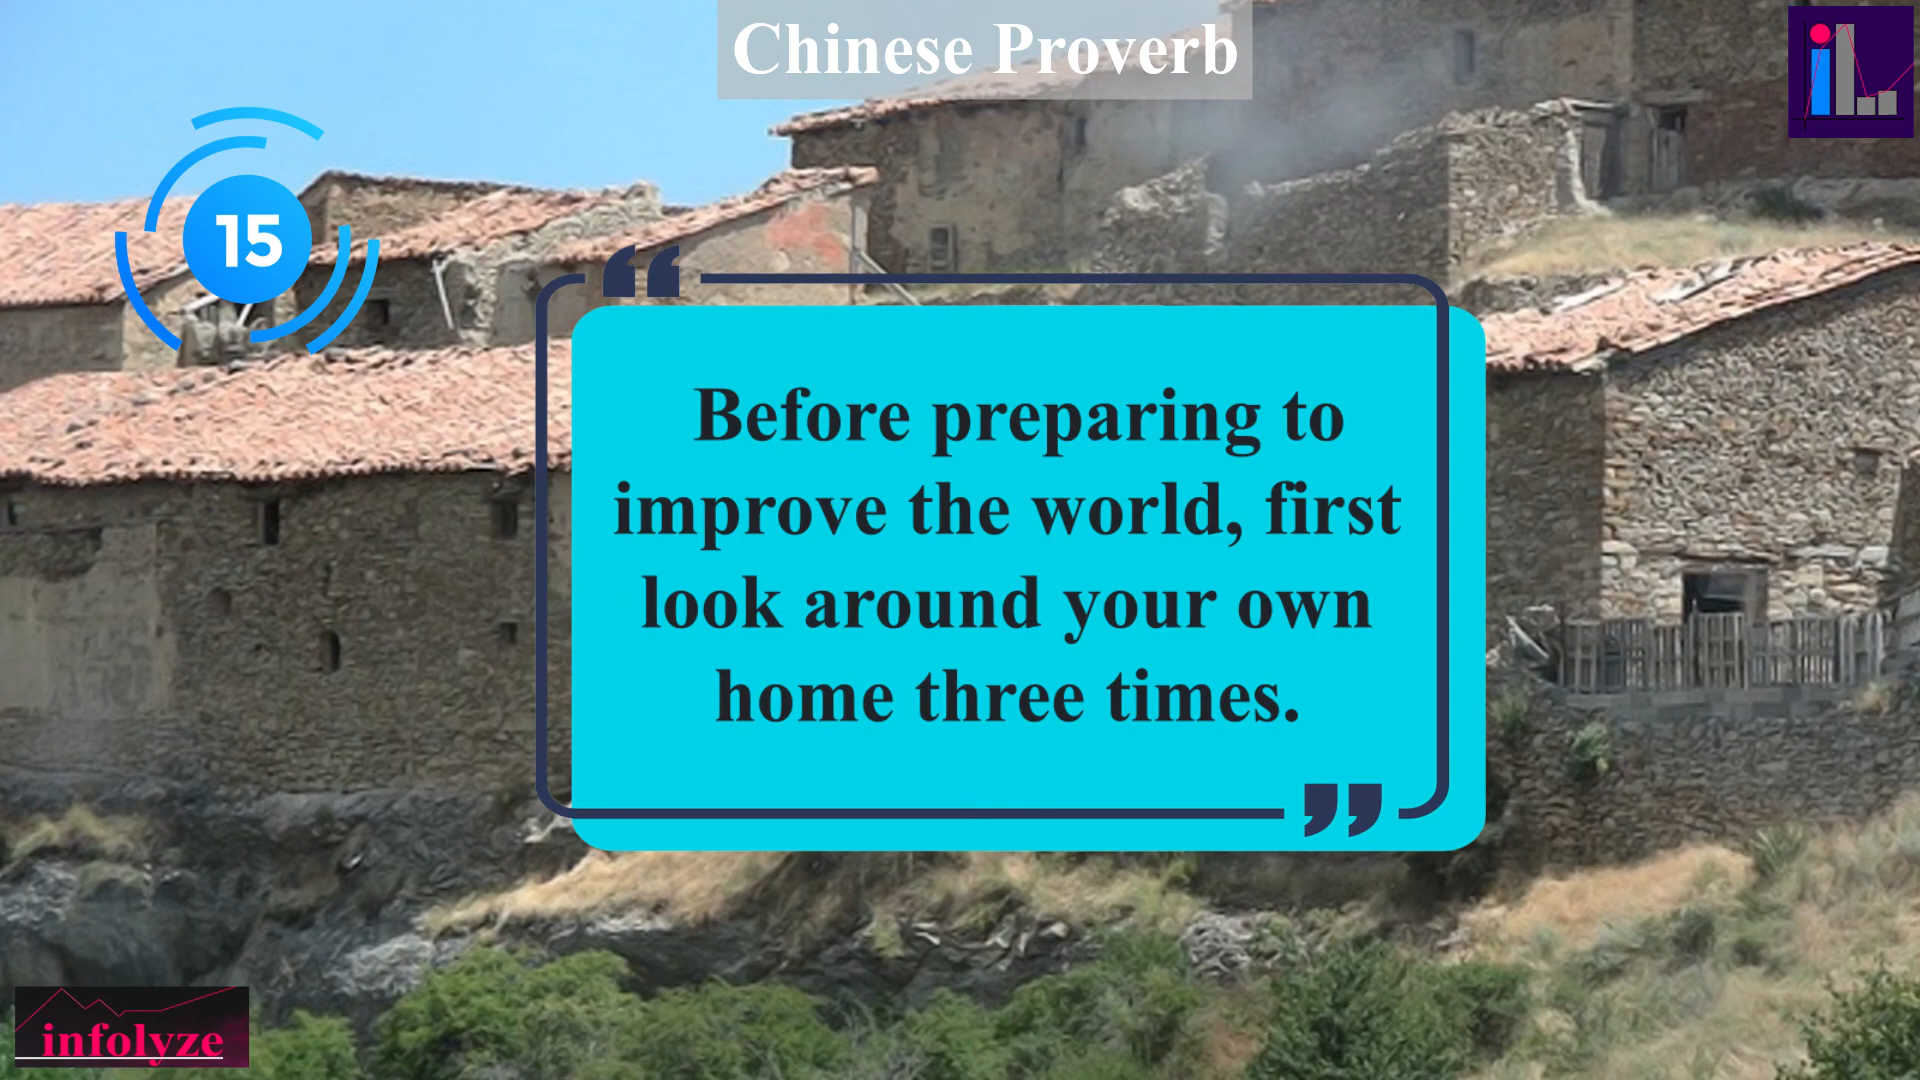 Chinese Proverb
15
“
Before preparing to
improve the world, first
look around your own
home three times.
”
infolyze